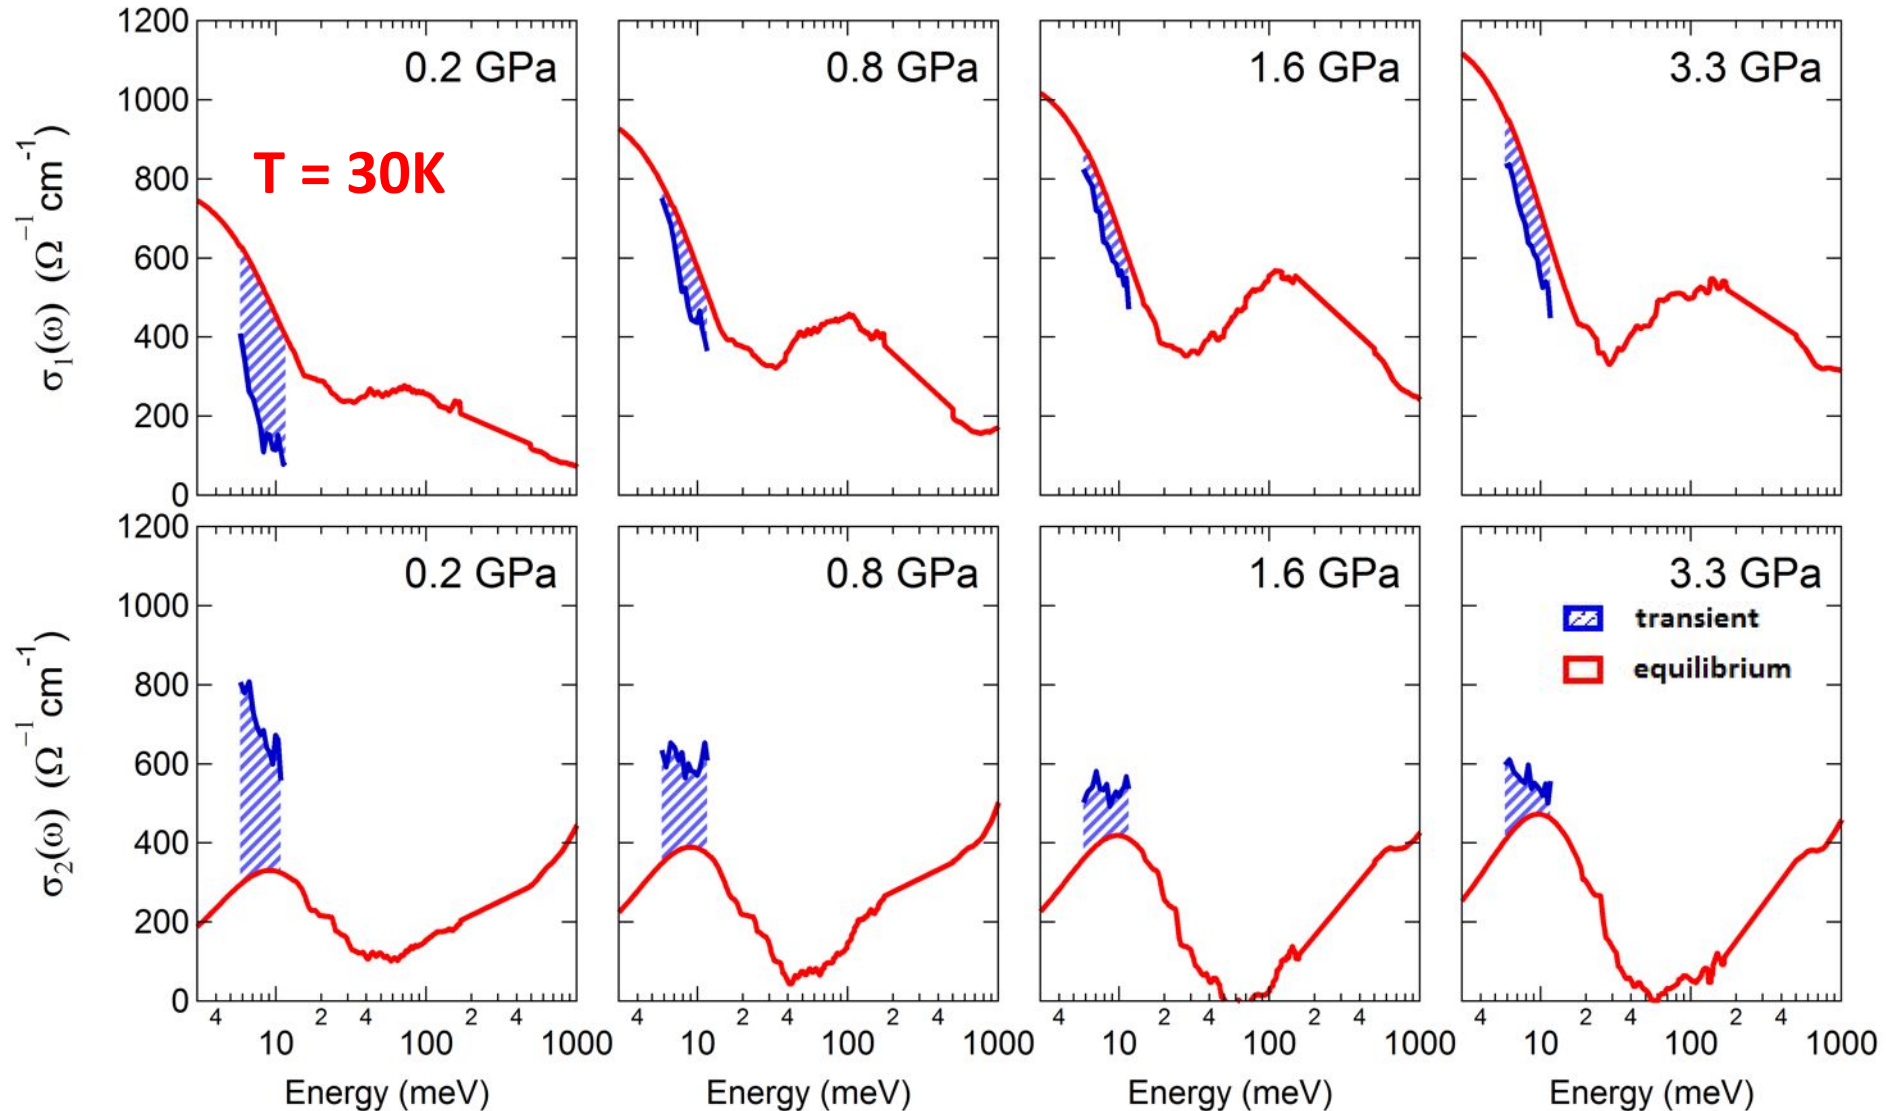 1200
1000
800
600
400
200
0
σ₁(ω) (Ω⁻¹ cm⁻¹)
T = 30K
0.2 GPa
0.8 GPa
1.6 GPa
3.3 GPa
1200
1000
800
600
400
200
0
σ₂(ω) (Ω⁻¹ cm⁻¹)
0.2 GPa
0.8 GPa
1.6 GPa
3.3 GPa
transient
equilibrium
4 10 2 4 100 2 4 1000
4 10 2 4 100 2 4 1000
4 10 2 4 100 2 4 1000
4 10 2 4 100 2 4 1000
Energy (meV)
Energy (meV)
Energy (meV)
Energy (meV)